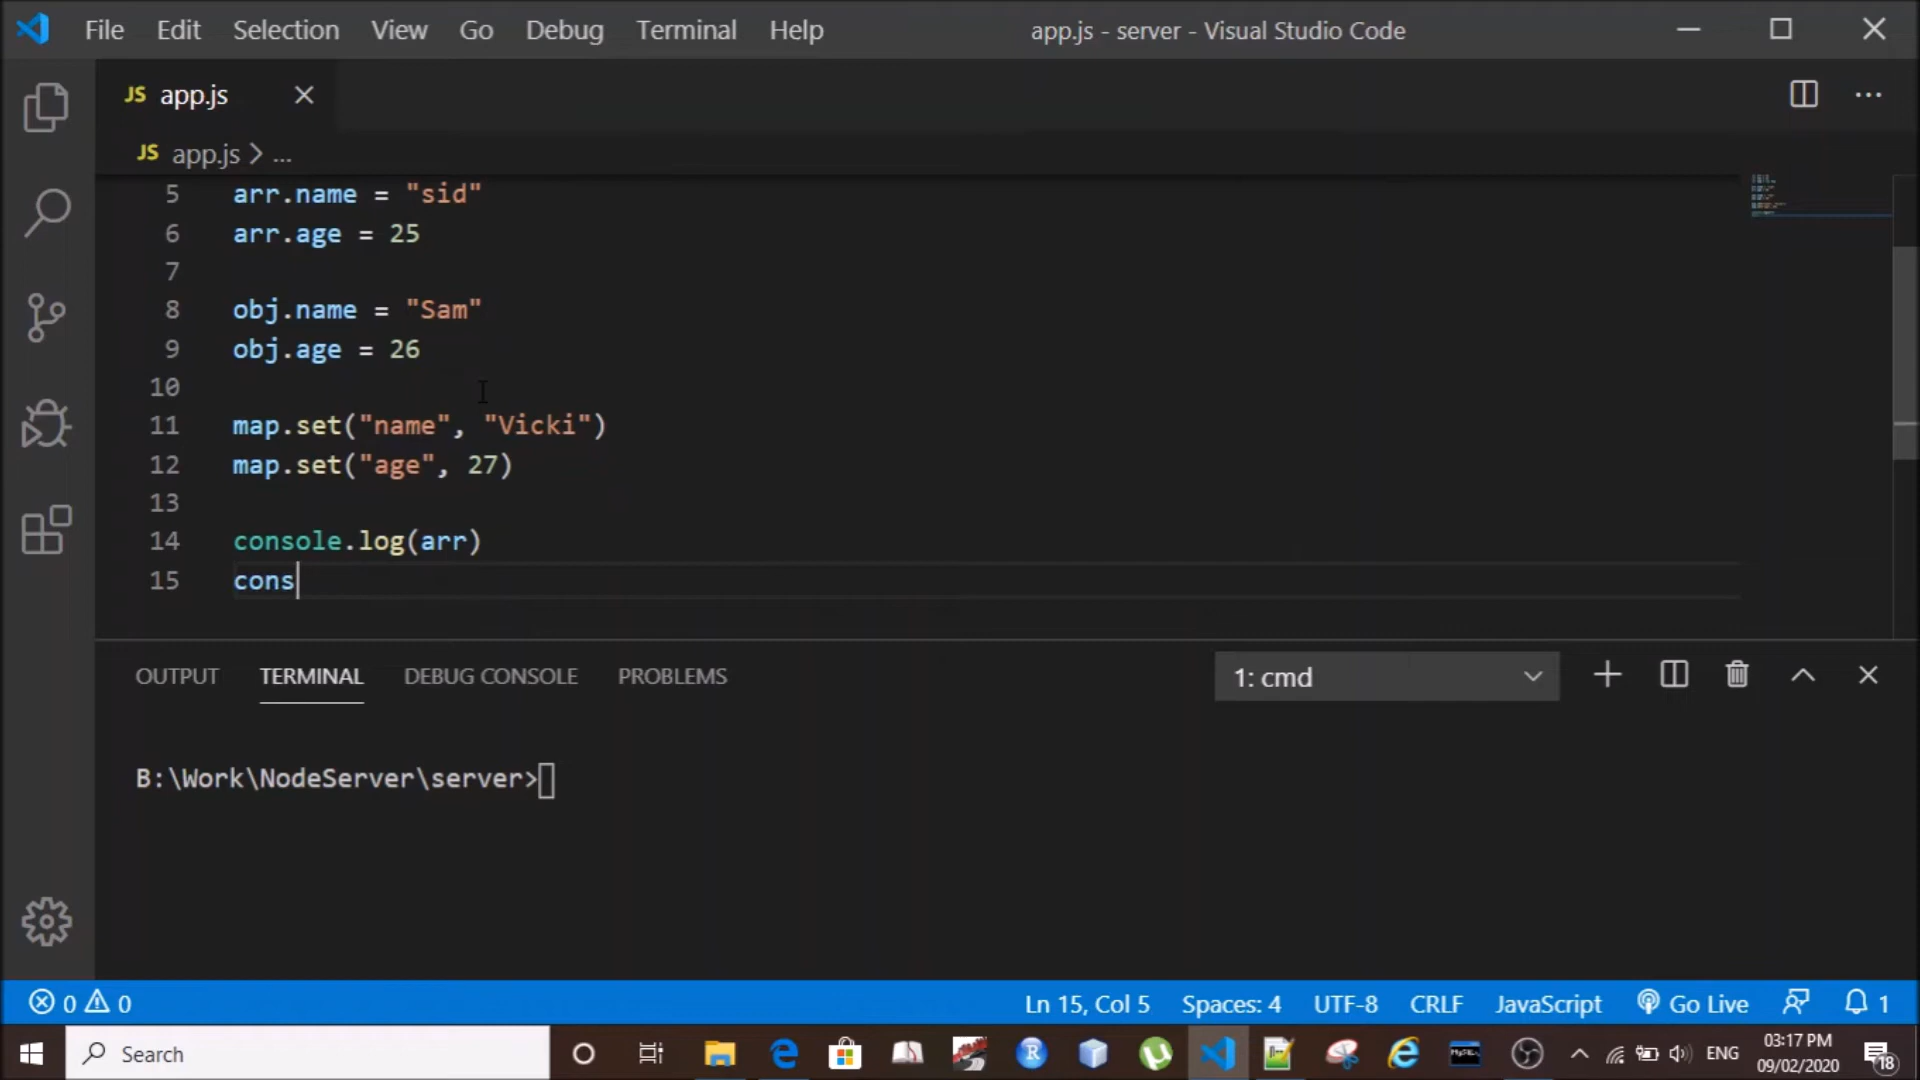 File Edit Selection View Go Debug Terminal Help app.js - server - Visual Studio Code
JS app.js
JS app.js > ...
5 arr.name = "sid"
6 arr.age = 25
7
8 obj.name = "Sam"
9 obj.age = 26
10
11 map.set("name", "Vicki")
12 map.set("age", 27)
13
14 console.log(arr)
15 cons
OUTPUT TERMINAL DEBUG CONSOLE PROBLEMS 1: cmd
B:\Work\NodeServer\server>
0 0 Ln 15, Col 5 Spaces: 4 UTF-8 CRLF JavaScript Go Live 1
Search R ENG 03:17 PM
09/02/2020 18